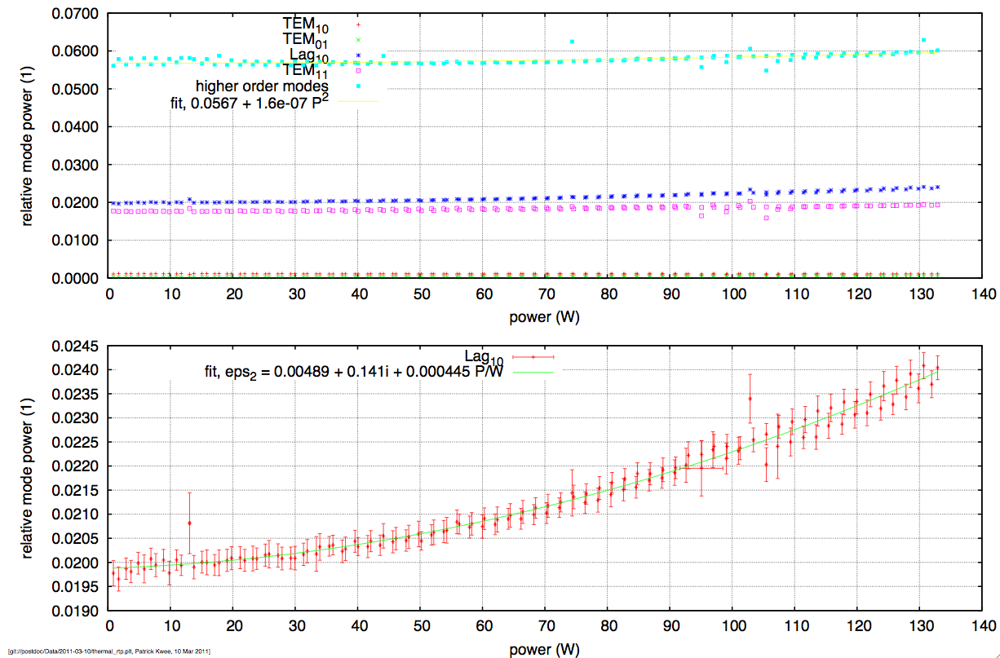 0.0700
0.0600
0.0500
0.0400
0.0300
0.0200
0.0100
0.0000
relative mode power (1)
TEM10
TEM01
Lag10
TEM11
higher order modes
fit, 0.0567 + 1.6e-07 P2
0 10 20 30 40 50 60 70 80 90 100 110 120 130 140
power (W)
0.0245
0.0240
0.0235
0.0230
0.0225
0.0220
0.0215
0.0210
0.0205
0.0200
0.0195
0.0190
relative mode power (1)
Lag10
fit, eps2 = 0.00489 + 0.141i + 0.000445 P/W
0 10 20 30 40 50 60 70 80 90 100 110 120 130 140
power (W)
[git://postdoc/Data/2011-03-10/thermal_rtp.plt, Patrick Kwee, 10 Mar 2011]